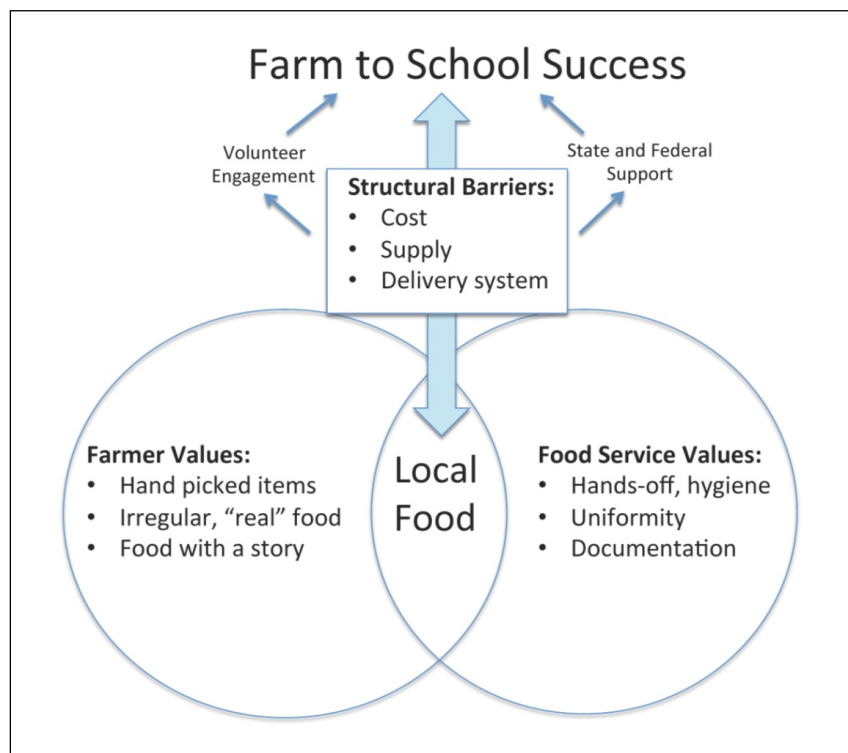 Farm to School Success
Volunteer
Engagement
State and Federal
Support
Structural Barriers:
• Cost
• Supply
• Delivery system
Farmer Values:
• Hand picked items
• Irregular, “real” food
• Food with a story
Local
Food
Food Service Values:
• Hands-off, hygiene
• Uniformity
• Documentation